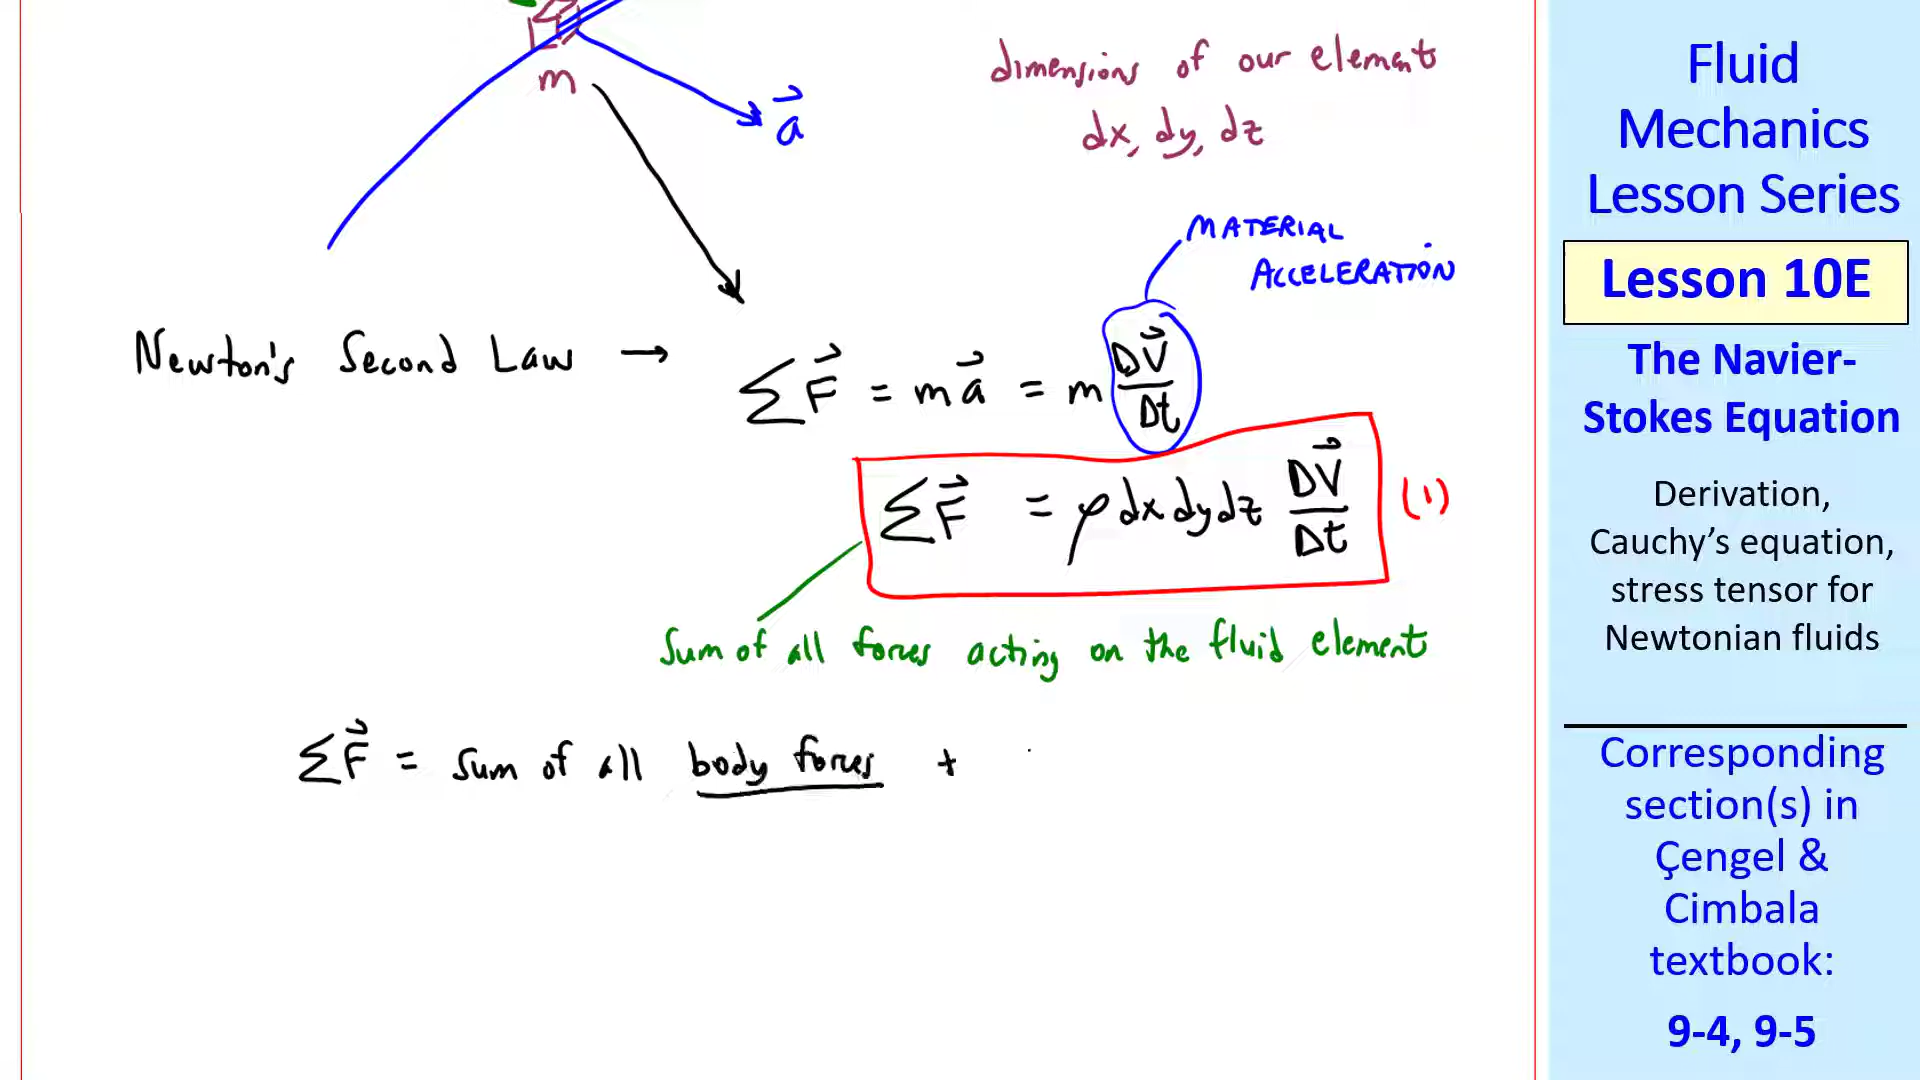 m
a⃗
dimensions of our element
dx, dy, dz
MATERIAL
ACCELERATION
Newton's Second Law → ΣF⃗ = ma⃗ = m DV⃗/Dt
ΣF⃗ = ρ dx dy dz DV⃗/Dt (1)
Sum of all forces acting on the fluid element
ΣF⃗ = Sum of all body forces +
Fluid
Mechanics
Lesson Series
Lesson 10E
The Navier-
Stokes Equation
Derivation,
Cauchy's equation,
stress tensor for
Newtonian fluids
Corresponding
section(s) in
Çengel &
Cimbala
textbook:
9-4, 9-5